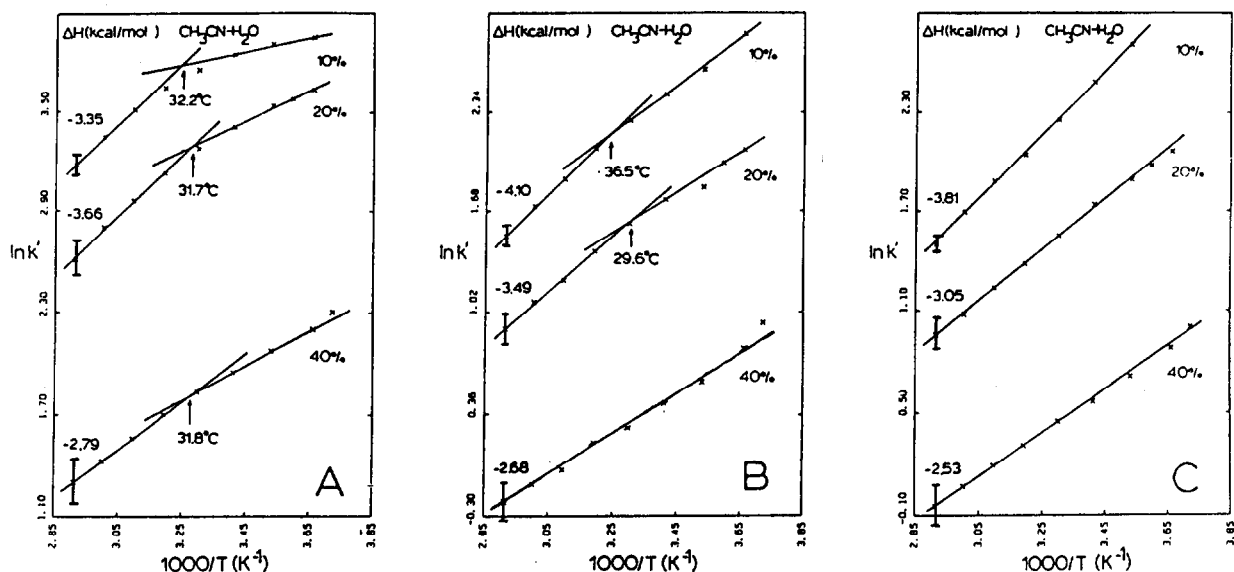 ΔH(kcal/mol) CH₃CN+H₂O
10%
32.2°C
20%
-3.35
31.7°C
-3.66
40%
31.8°C
-2.79
A
3.50
2.90
2.30
1.70
1.10
ln k'
2.85 3.05 3.25 3.45 3.65 3.85
1000/T (K⁻¹)
ΔH(kcal/mol) CH₃CN+H₂O
10%
36.5°C
20%
-4.10
29.6°C
-3.49
40%
-2.68
B
2.34
1.68
1.02
0.36
-0.30
ln k'
2.85 3.05 3.25 3.45 3.65 3.85
1000/T (K⁻¹)
ΔH(kcal/mol) CH₃CN+H₂O
10%
20%
-3.81
-3.05
40%
-2.53
C
2.30
1.70
1.10
0.50
-0.10
2.85 3.05 3.25 3.45 3.65 3.85
1000/T (K⁻¹)